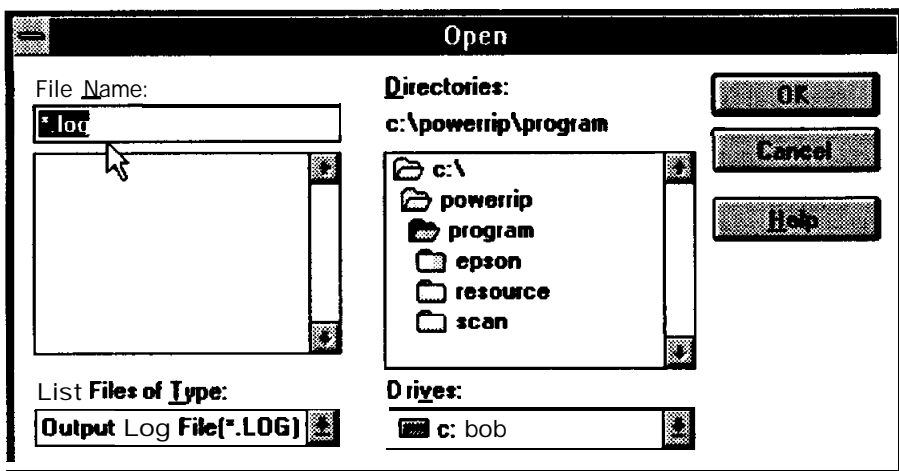 Open
File Name:
*.log
List Files of Type:
Output Log File(*.LOG)
Directories:
c:\powerrip\program
c:\
powerrip
program
epson
resource
scan
Drives:
c: bob
OK
Cancel
Help